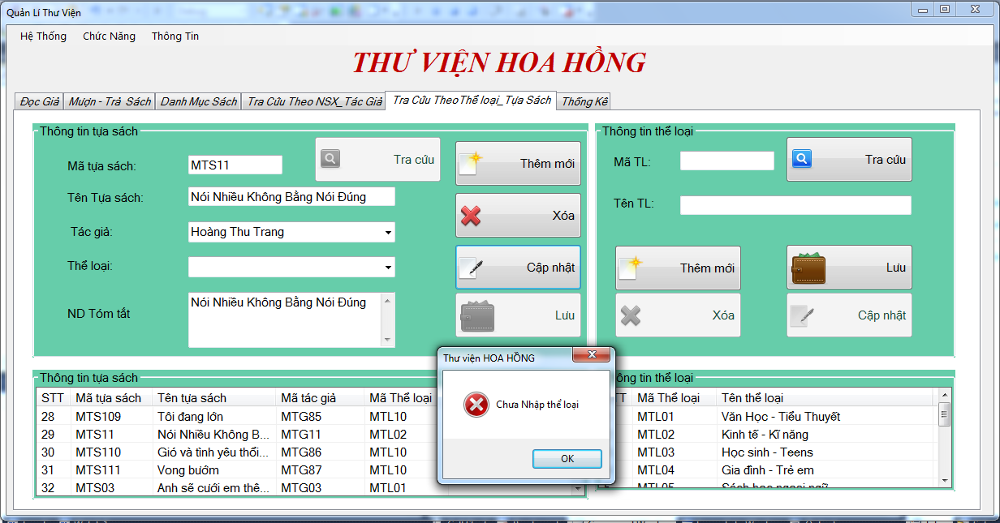 Quản Lí Thư Viện
Hệ Thống Chức Năng Thông Tin
THƯ VIỆN HOA HỒNG
Đọc Giả Mượn - Trả Sách Danh Mục Sách Tra Cứu Theo NSX_Tác Giả Tra Cứu TheoThể loại_Tựa Sách Thống Kê
Thông tin tựa sách
Mã tựa sách: MTS11
Tra cứu
Thêm mới
Tên Tựa sách: Nói Nhiều Không Bằng Nói Đúng
Xóa
Tác giả: Hoàng Thu Trang
Thể loại:
Cập nhật
ND Tóm tắt Nói Nhiều Không Bằng Nói Đúng
Lưu
Thông tin thể loại
Mã TL:
Tra cứu
Tên TL:
Thêm mới Lưu
Xóa Cập nhật
Thông tin tựa sách
STT Mã tựa sách Tên tựa sách Mã tác giả Mã Thể loại
28 MTS109 Tôi đang lớn MTG85 MTL10
29 MTS11 Nói Nhiều Không B... MTG11 MTL02
30 MTS110 Gió và tình yêu thổi... MTG86 MTL10
31 MTS111 Vong bướm MTG87 MTL10
32 MTS03 Anh sẽ cưới em thê... MTG03 MTL01
Thư viện HOA HỒNG
Chưa Nhập thể loại
OK
tin thể loại
Mã Thể loại Tên thể loại
MTL01 Văn Học - Tiểu Thuyết
MTL02 Kinh tế - Kĩ năng
MTL03 Học sinh - Teens
MTL04 Gia đình - Trẻ em
MTL05 Sách học ngoại ngữ